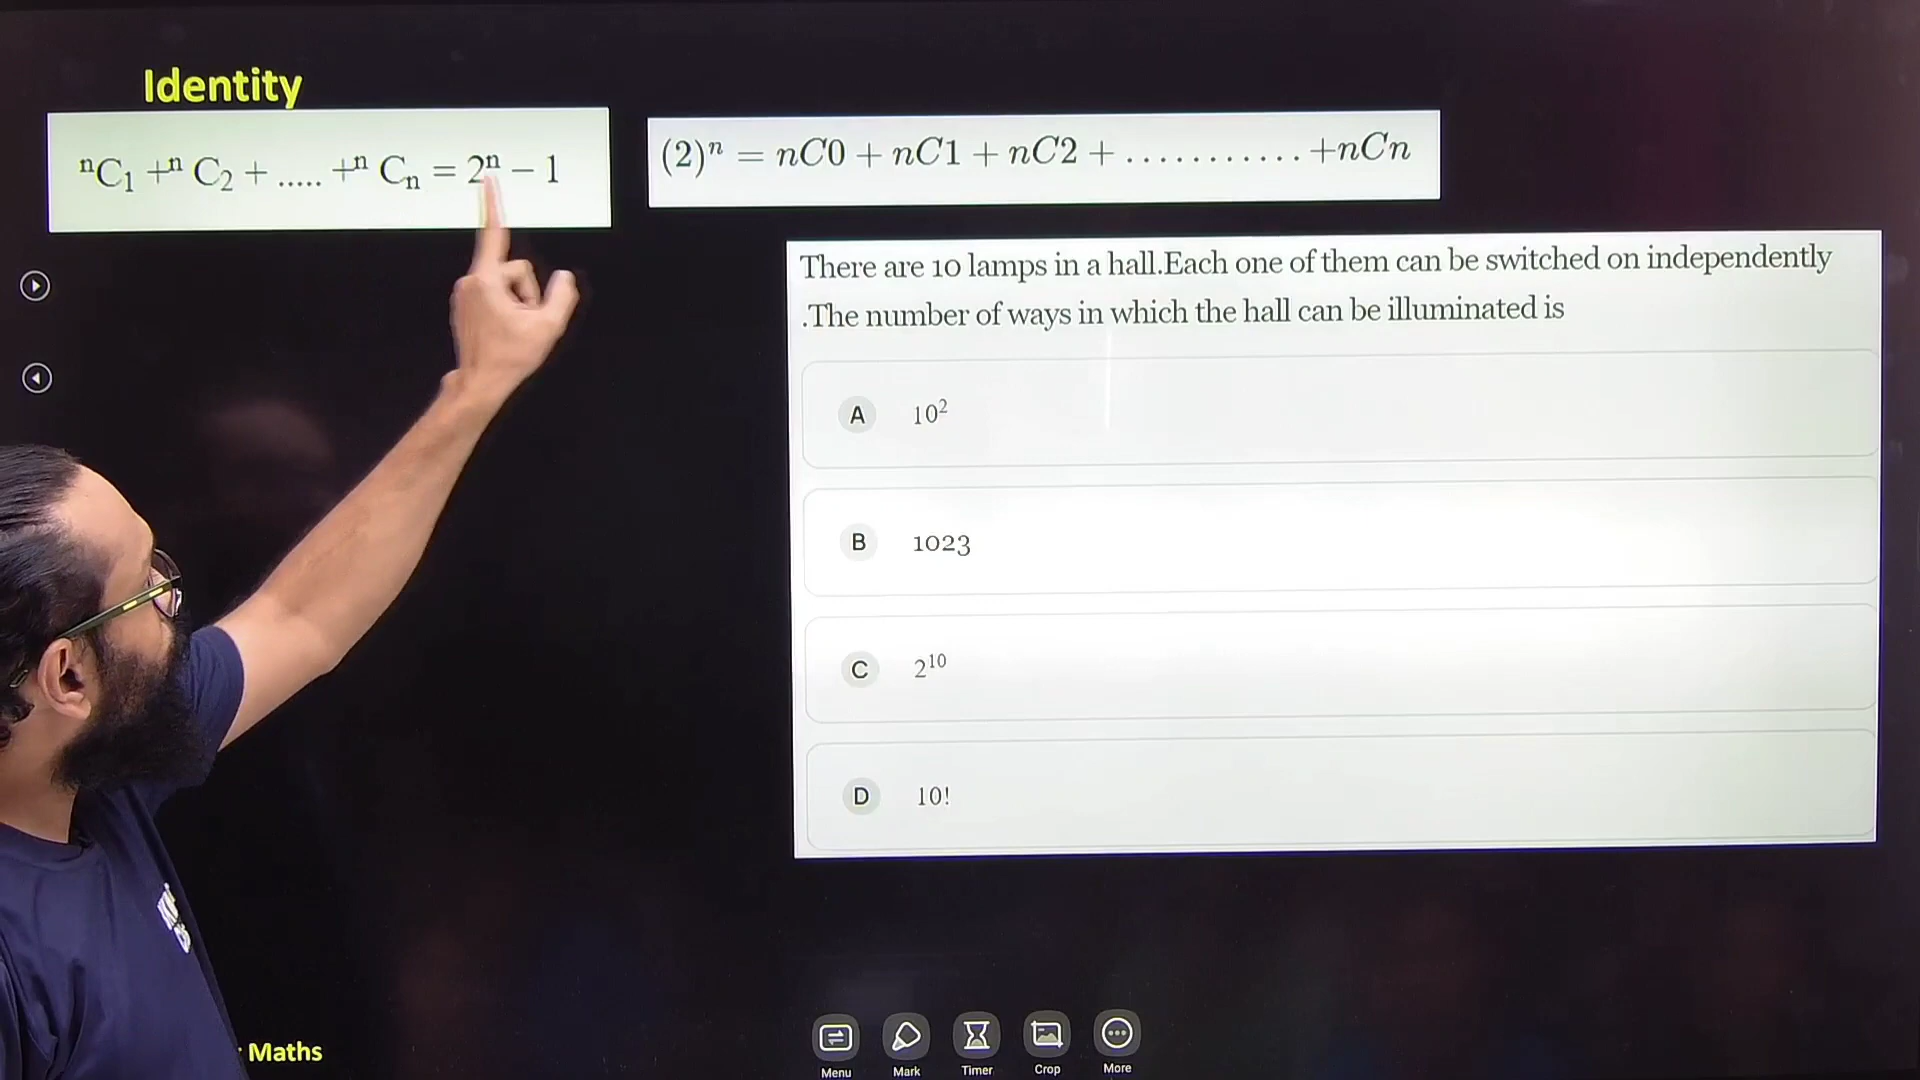 Identity
ⁿC₁ +ⁿ C₂ + ..... +ⁿ Cₙ = 2ⁿ – 1
(2)ⁿ = nC0 + nC1 + nC2 + ........... +nCn
There are 10 lamps in a hall.Each one of them can be switched on independently
.The number of ways in which the hall can be illuminated is
A 10²
B 1023
C 2¹⁰
D 10!
Maths
Menu Mark Timer Crop More